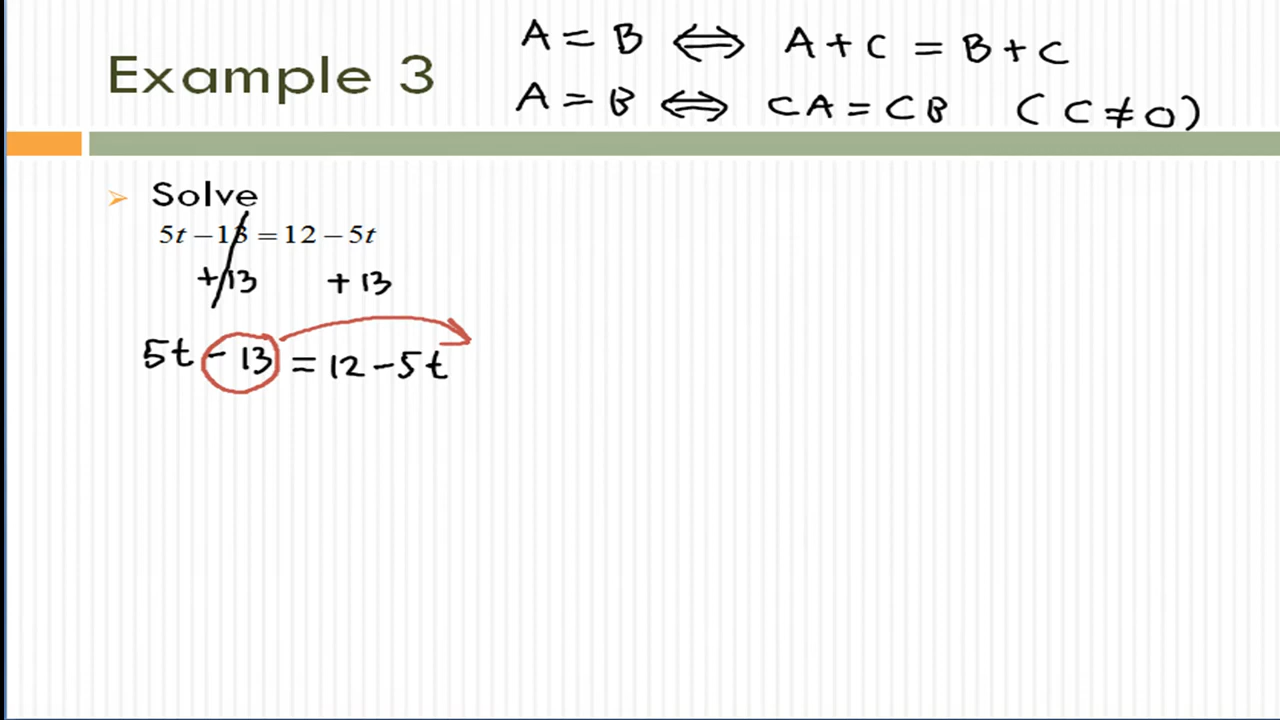 Example 3
A = B ⟺ A + C = B + C
A = B ⟺ CA = CB (C ≠ 0)
Solve
5t − 13 = 12 − 5t
+13 +13
5t − 13 = 12 − 5t